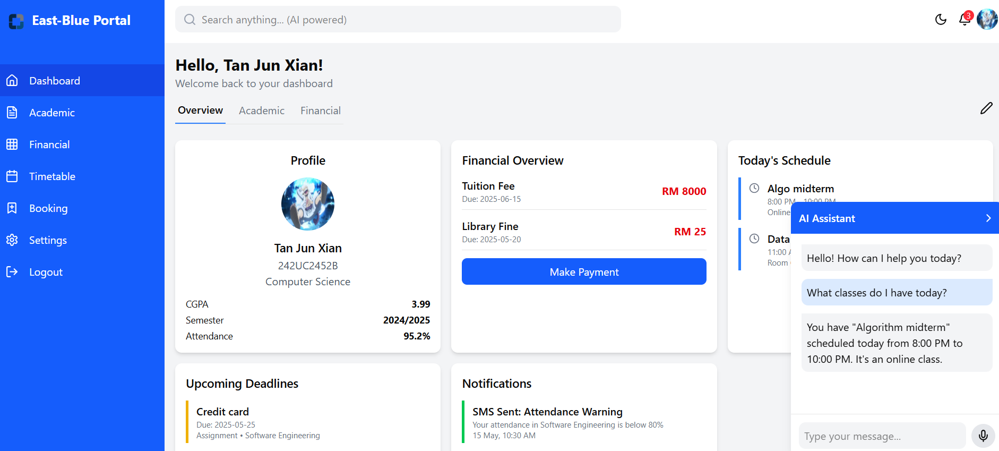 East-Blue Portal
Search anything... (AI powered)
3
Dashboard
Academic
Financial
Timetable
Booking
Settings
Logout
Hello, Tan Jun Xian!
Welcome back to your dashboard
Overview
Academic
Financial
Profile
Tan Jun Xian
242UC2452B
Computer Science
CGPA 3.99
Semester 2024/2025
Attendance 95.2%
Financial Overview
Tuition Fee
RM 8000
Due: 2025-06-15
Library Fine
RM 25
Due: 2025-05-20
Make Payment
Today's Schedule
Algo midterm
8:00 PM - 10:00 PM
Online
Data
11:00
Room
Upcoming Deadlines
Credit card
Due: 2025-05-25
Assignment • Software Engineering
Notifications
SMS Sent: Attendance Warning
Your attendance in Software Engineering is below 80%
15 May, 10:30 AM
AI Assistant
Hello! How can I help you today?
What classes do I have today?
You have "Algorithm midterm"
scheduled today from 8:00 PM to
10:00 PM. It's an online class.
Type your message...